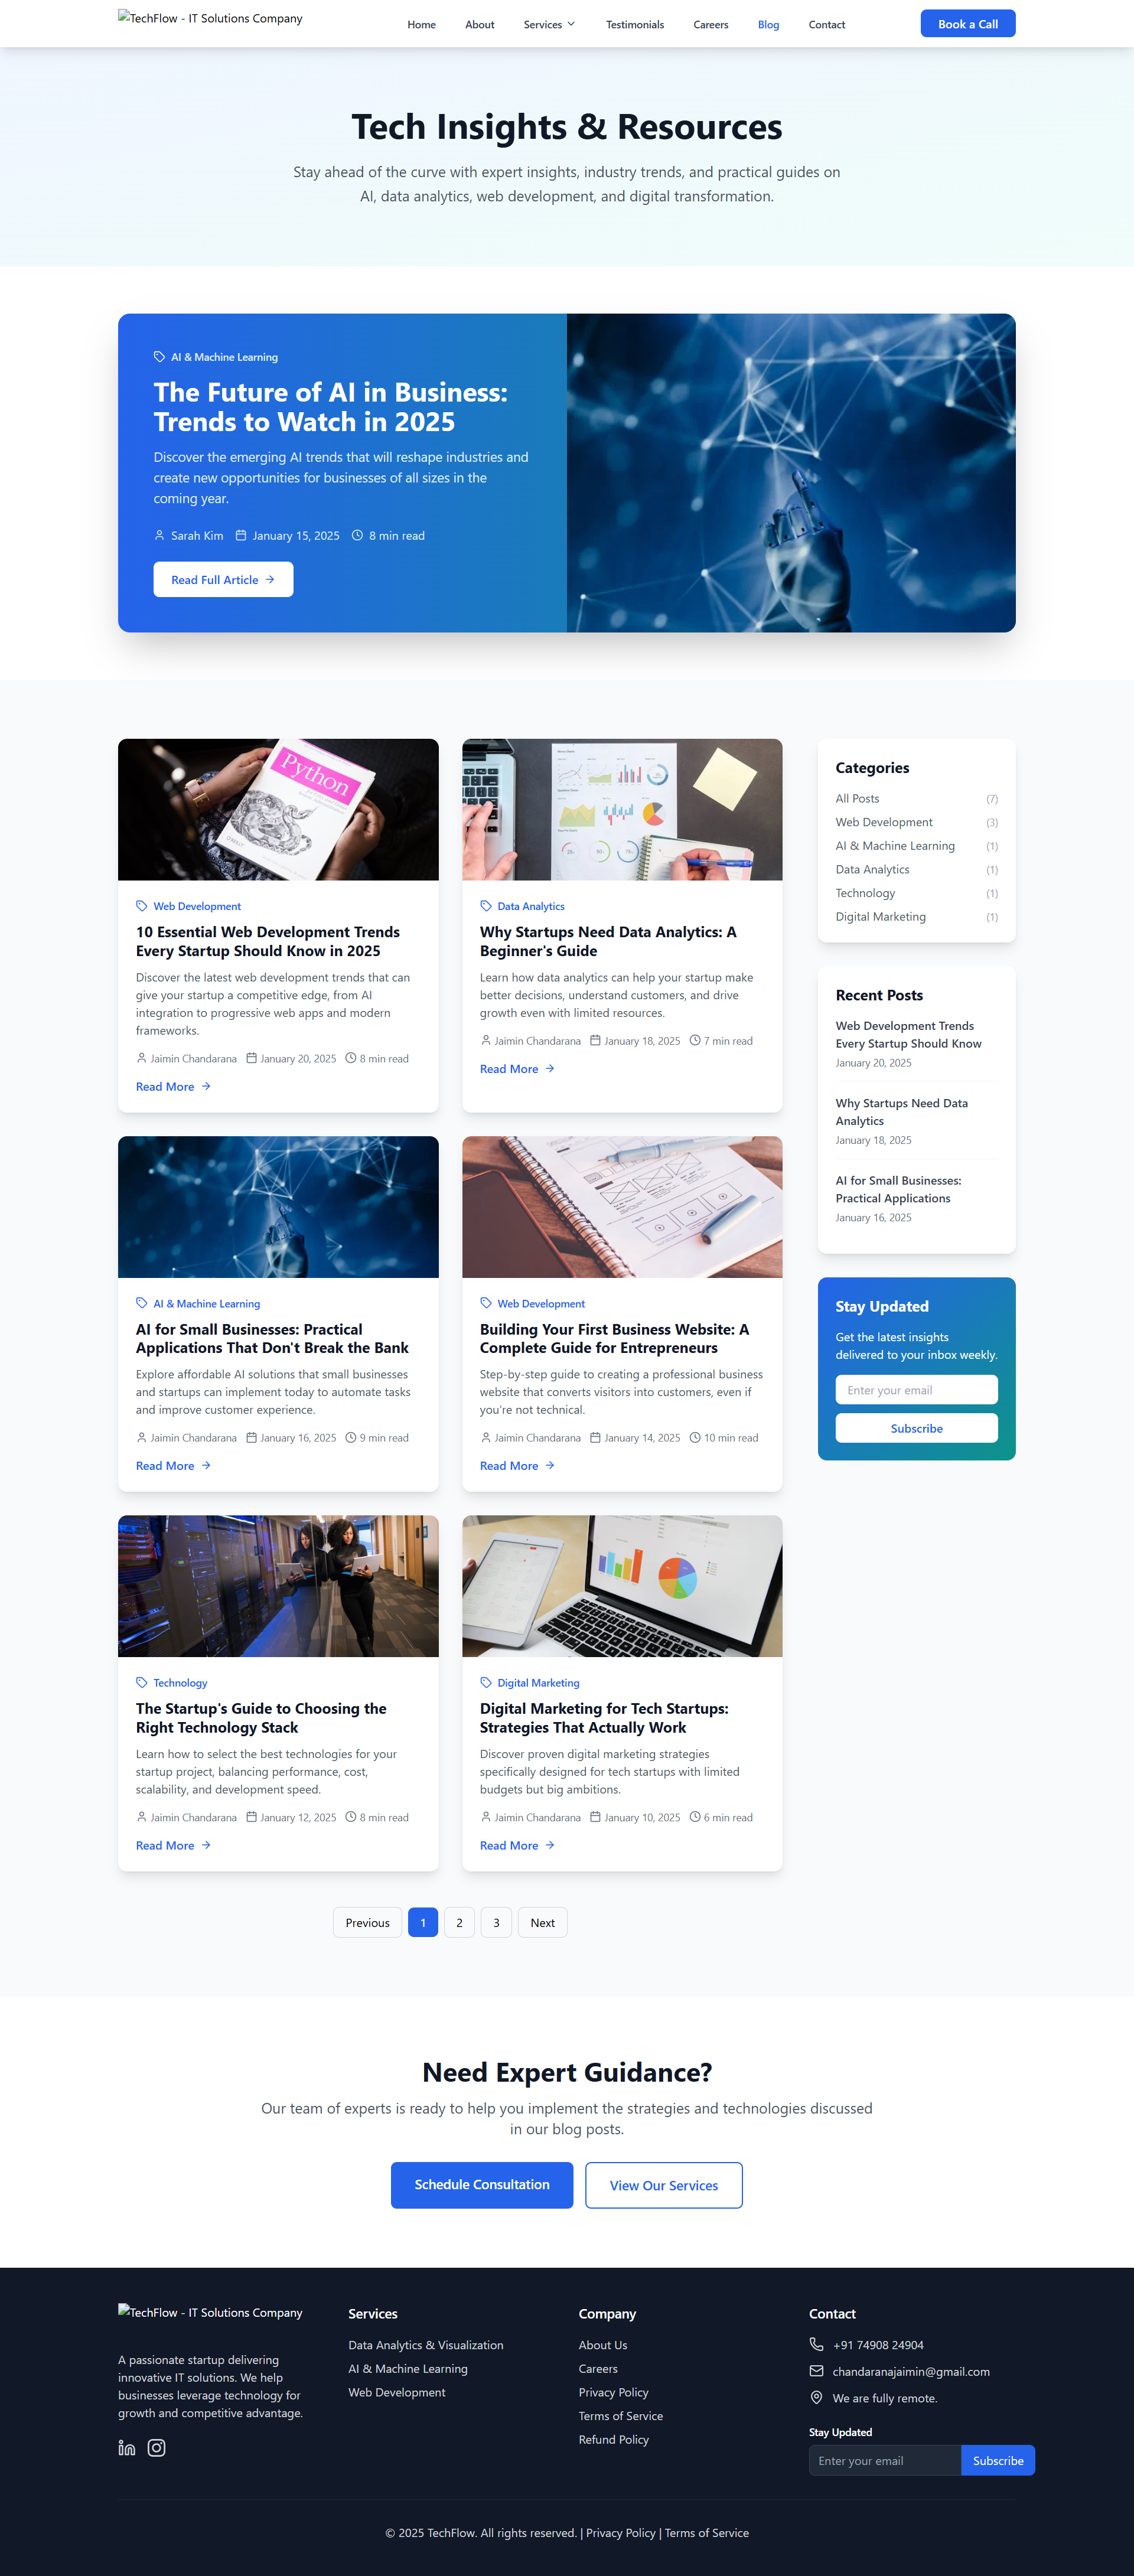 TechFlow - IT Solutions Company
Home
About
Services
Testimonials
Careers
Blog
Contact
Book a Call
Tech Insights & Resources
Stay ahead of the curve with expert insights, industry trends, and practical guides on
AI, data analytics, web development, and digital transformation.
AI & Machine Learning
The Future of AI in Business:
Trends to Watch in 2025
Discover the emerging AI trends that will reshape industries and
create new opportunities for businesses of all sizes in the
coming year.
Sarah Kim
January 15, 2025
8 min read
Read Full Article
Python
Web Development
10 Essential Web Development Trends
Every Startup Should Know in 2025
Discover the latest web development trends that can
give your startup a competitive edge, from AI
integration to progressive web apps and modern
frameworks.
Jaimin Chandarana
January 20, 2025
8 min read
Read More
Data Analytics
Why Startups Need Data Analytics: A
Beginner's Guide
Learn how data analytics can help your startup make
better decisions, understand customers, and drive
growth even with limited resources.
Jaimin Chandarana
January 18, 2025
7 min read
Read More
AI & Machine Learning
AI for Small Businesses: Practical
Applications That Don't Break the Bank
Explore affordable AI solutions that small businesses
and startups can implement today to automate tasks
and improve customer experience.
Jaimin Chandarana
January 16, 2025
9 min read
Read More
Web Development
Building Your First Business Website: A
Complete Guide for Entrepreneurs
Step-by-step guide to creating a professional business
website that converts visitors into customers, even if
you're not technical.
Jaimin Chandarana
January 14, 2025
10 min read
Read More
Technology
The Startup's Guide to Choosing the
Right Technology Stack
Learn how to select the best technologies for your
startup project, balancing performance, cost,
scalability, and development speed.
Jaimin Chandarana
January 12, 2025
8 min read
Read More
Digital Marketing
Digital Marketing for Tech Startups:
Strategies That Actually Work
Discover proven digital marketing strategies
specifically designed for tech startups with limited
budgets but big ambitions.
Jaimin Chandarana
January 10, 2025
6 min read
Read More
Previous
1
2
3
Next
Categories
All Posts (7)
Web Development (3)
AI & Machine Learning (1)
Data Analytics (1)
Technology (1)
Digital Marketing (1)
Recent Posts
Web Development Trends
Every Startup Should Know
January 20, 2025
Why Startups Need Data
Analytics
January 18, 2025
AI for Small Businesses:
Practical Applications
January 16, 2025
Stay Updated
Get the latest insights
delivered to your inbox weekly.
Enter your email
Subscribe
Need Expert Guidance?
Our team of experts is ready to help you implement the strategies and technologies discussed
in our blog posts.
Schedule Consultation
View Our Services
TechFlow - IT Solutions Company
A passionate startup delivering
innovative IT solutions. We help
businesses leverage technology for
growth and competitive advantage.
Services
Data Analytics & Visualization
AI & Machine Learning
Web Development
Company
About Us
Careers
Privacy Policy
Terms of Service
Refund Policy
Contact
+91 74908 24904
chandaranajaimin@gmail.com
We are fully remote.
Stay Updated
Enter your email
Subscribe
© 2025 TechFlow. All rights reserved. | Privacy Policy | Terms of Service